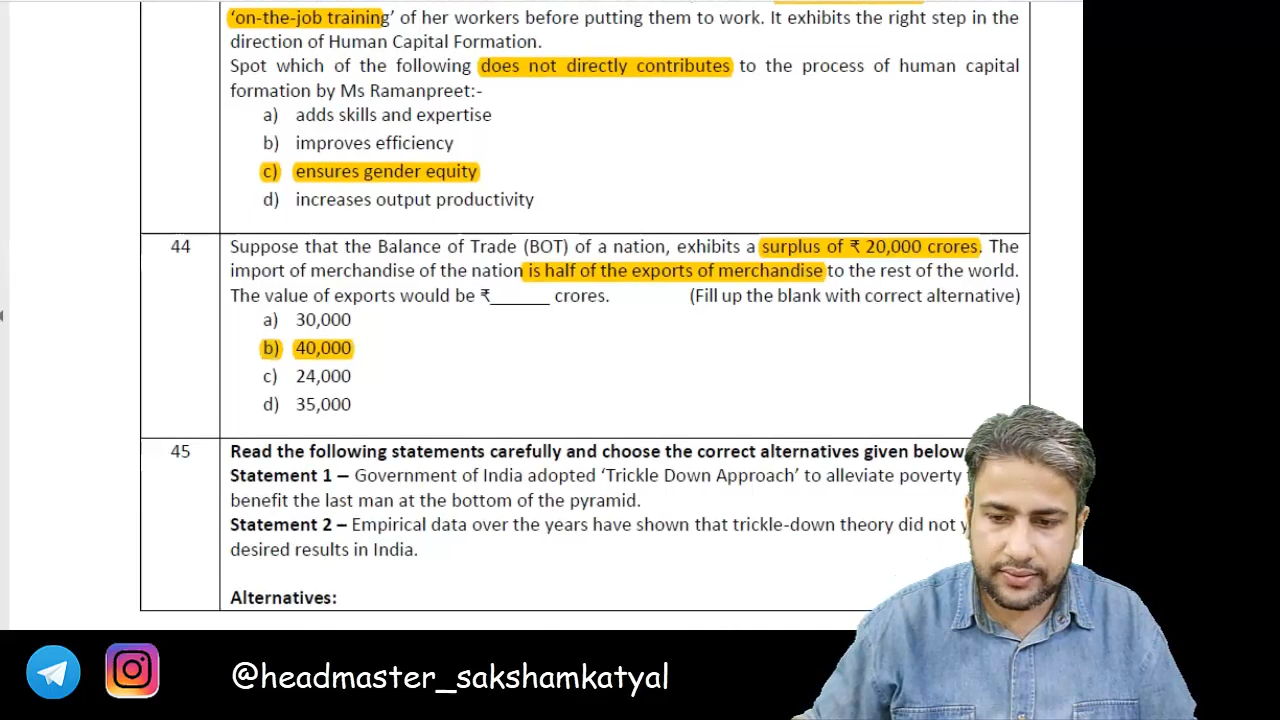 ‘on-the-job training’ of her workers before putting them to work. It exhibits the right step in the
direction of Human Capital Formation.
Spot which of the following does not directly contributes to the process of human capital
formation by Ms Ramanpreet:-
a) adds skills and expertise
b) improves efficiency
c) ensures gender equity
d) increases output productivity
44
Suppose that the Balance of Trade (BOT) of a nation, exhibits a surplus of ₹ 20,000 crores. The
import of merchandise of the nation is half of the exports of merchandise to the rest of the world.
The value of exports would be ₹______ crores. (Fill up the blank with correct alternative)
a) 30,000
b) 40,000
c) 24,000
d) 35,000
45
Read the following statements carefully and choose the correct alternatives given below
Statement 1 – Government of India adopted ‘Trickle Down Approach’ to alleviate poverty
benefit the last man at the bottom of the pyramid.
Statement 2 – Empirical data over the years have shown that trickle-down theory did not
desired results in India.
Alternatives:
@headmaster_sakshamkatyal